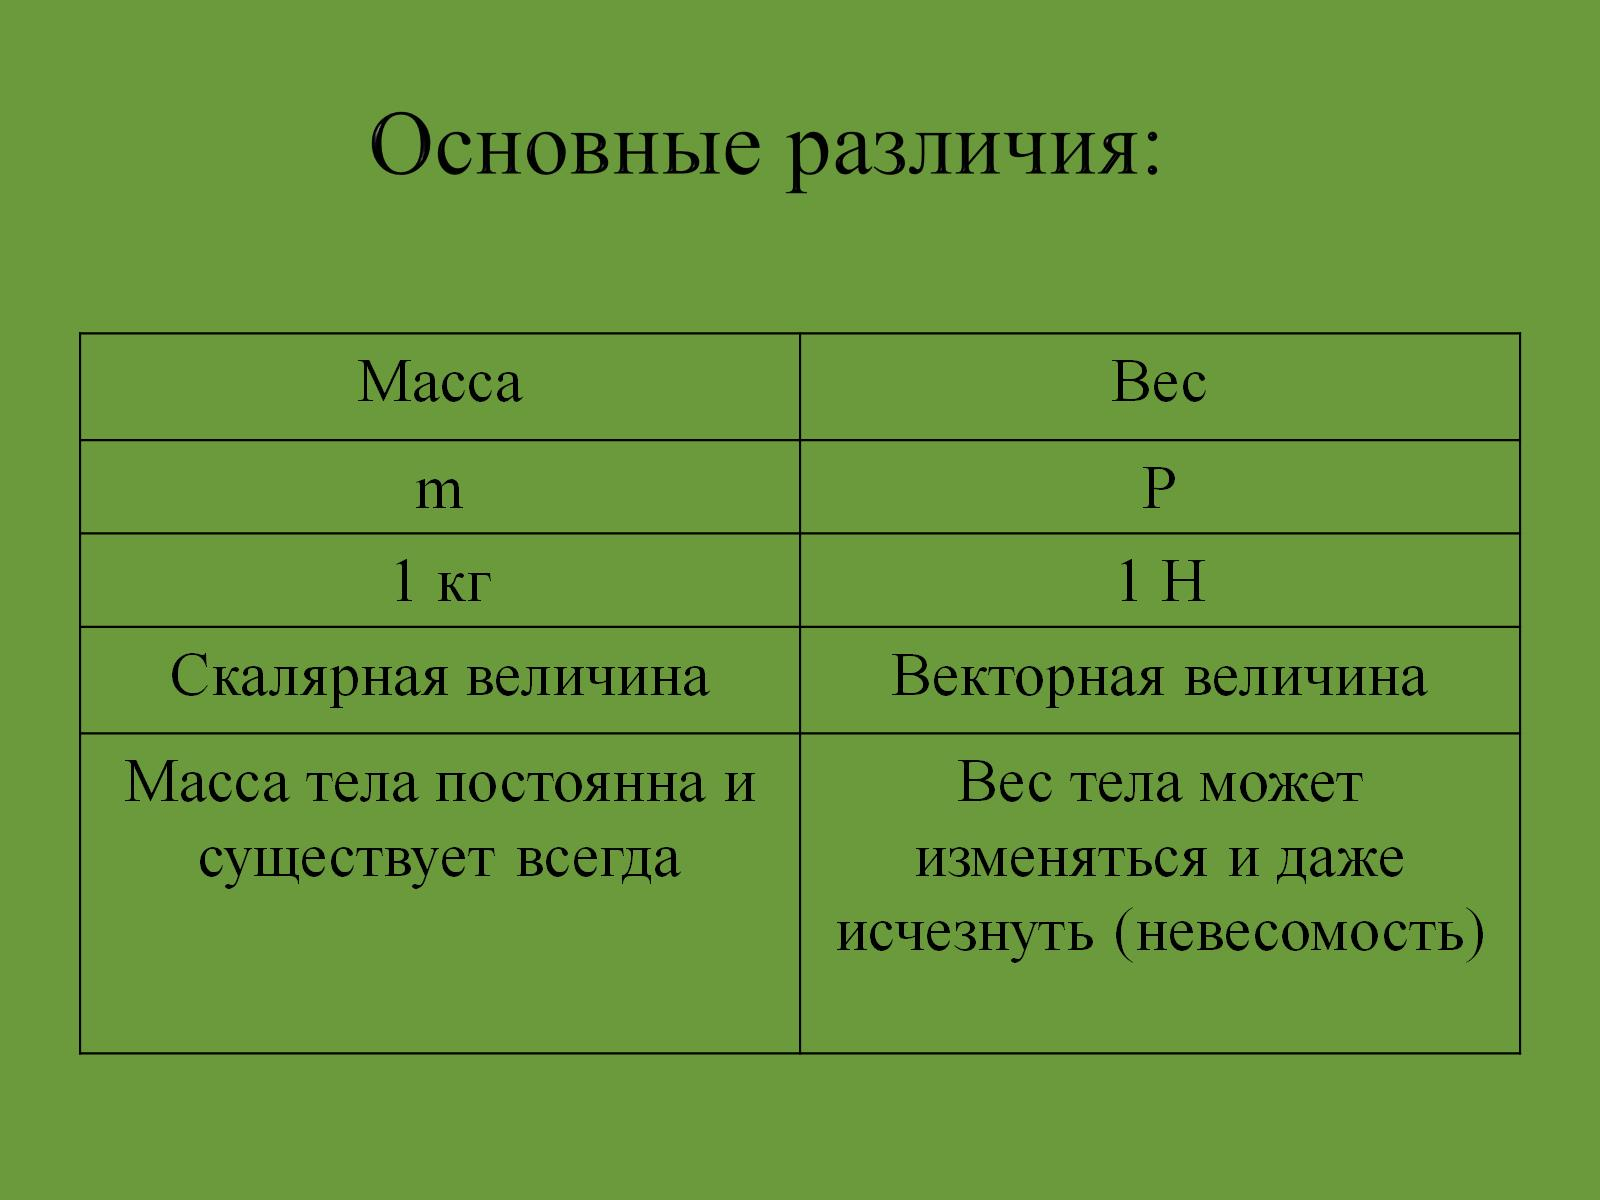 Основные различия:
Масса
Вес
m
P
1 кг
1 Н
Скалярная величина
Векторная величина
Масса тела постоянна и
существует всегда
Вес тела может
изменяться и даже
исчезнуть (невесомость)